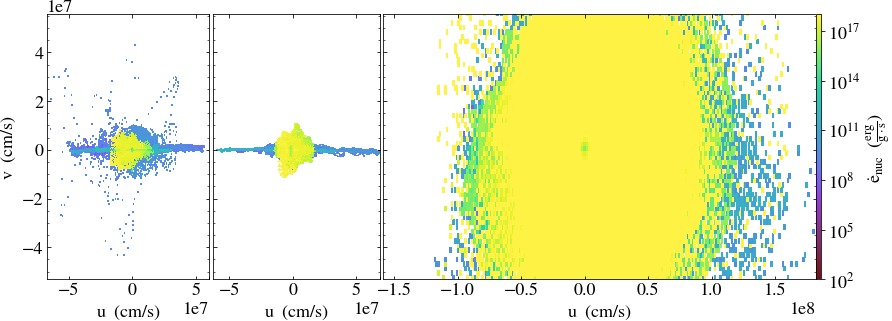 1e7
4
2
0
−2
−4
v (cm/s)
−5 0 5
u (cm/s)
1e7
−5 0 5
u (cm/s)
1e7
−1.5 −1.0 −0.5 0.0 0.5 1.0 1.5
u (cm/s)
1e8
10^17
10^14
10^11
10^8
10^5
10^2
ė_nuc (erg/g·s)